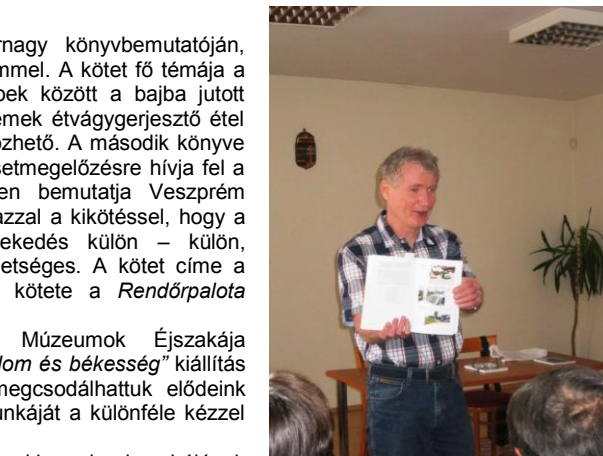 rnagy könyvbemutatóján,
mmel. A kötet fő témája a
pek között a bajba jutott
emek étvágygerjesztő étel
őzhető. A második könyve
setmegelőzésre hívja fel a
en bemutatja Veszprém
azzal a kikötéssel, hogy a
ekedés külön – külön,
etséges. A kötet címe a
kötete a Rendőrpalota
Múzeumok Éjszakája
lom és békesség” kiállítás
megcsodálhattuk elődeink
unkáját a különféle kézzel